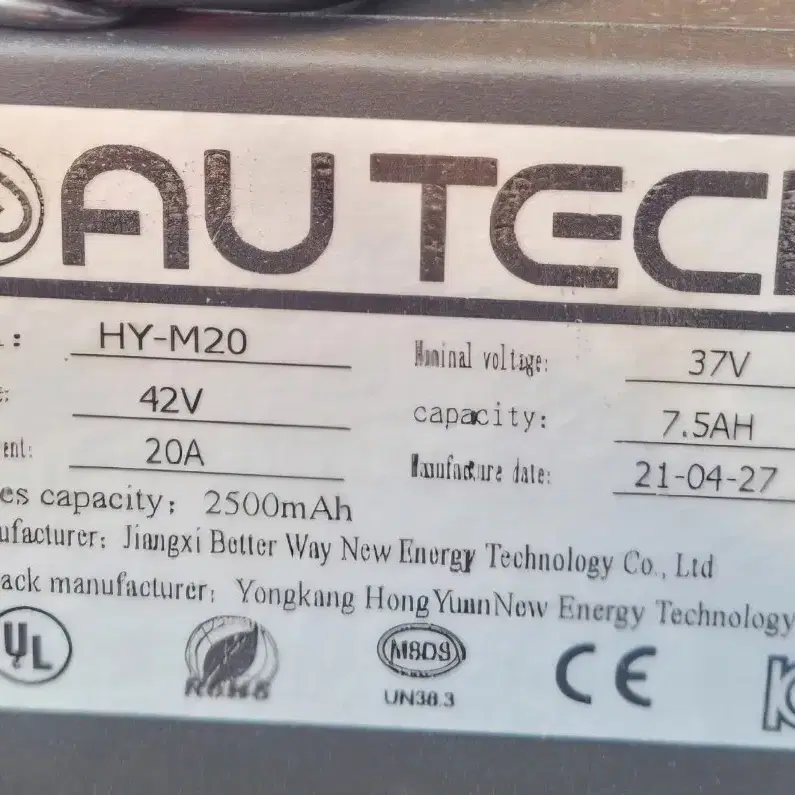 AUTEC
HY-M20 Nominal voltage: 37V
42V capacity: 7.5AH
20A Manufacture date: 21-04-27
es capacity: 2500mAh
ufacturer: Jiangxi Better Way New Energy Technology Co., Ltd
ack manufacturer: Yongkang HongYuanNew Energy Technology
UL RoHS MSDS CE
UN38.3